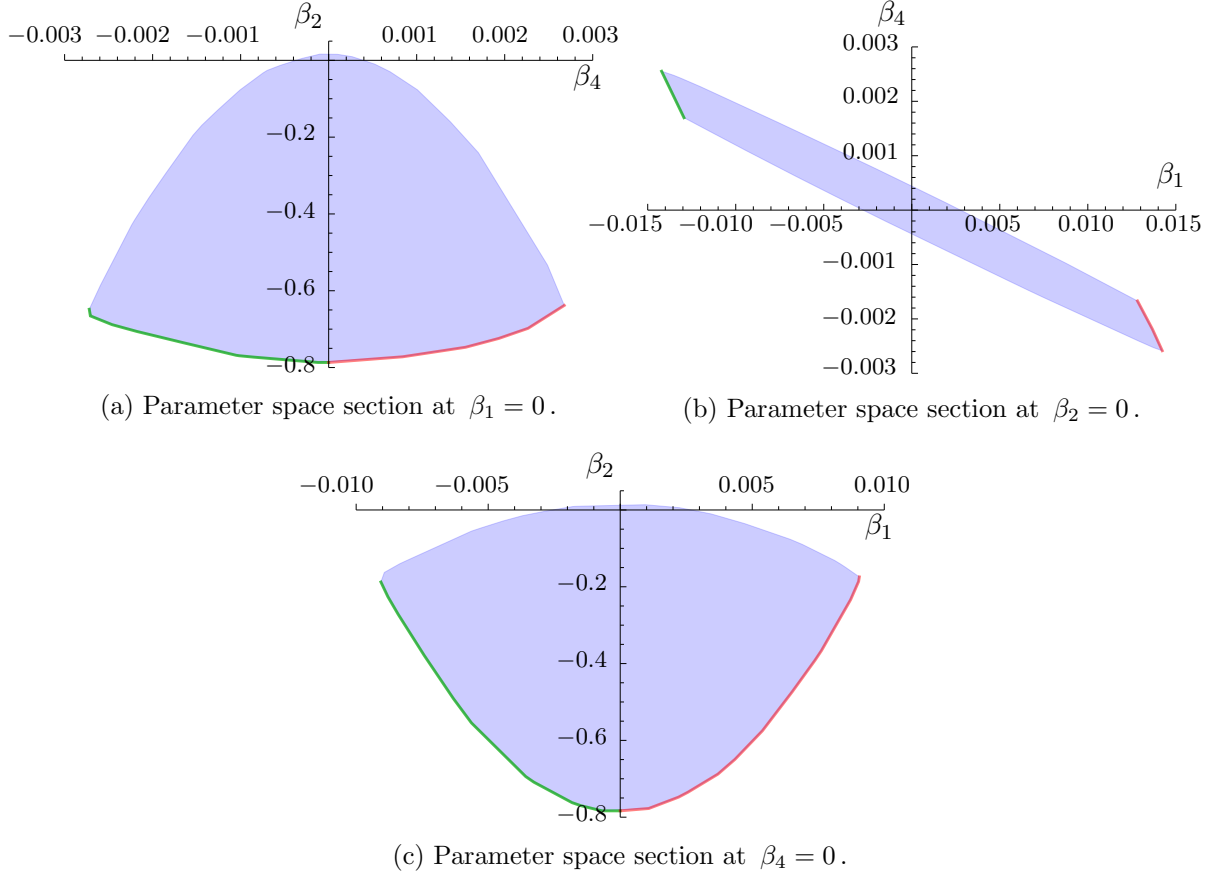 β₂
−0.003 −0.002 −0.001 0.001 0.002 0.003
β₄
−0.2
−0.4
−0.6
−0.8
(a) Parameter space section at β₁ = 0 .
β₄
0.003
0.002
0.001
β₁
−0.015 −0.010 −0.005 0.005 0.010 0.015
−0.001
−0.002
−0.003
(b) Parameter space section at β₂ = 0 .
β₂
−0.010 −0.005 0.005 0.010
β₁
−0.2
−0.4
−0.6
−0.8
(c) Parameter space section at β₄ = 0 .